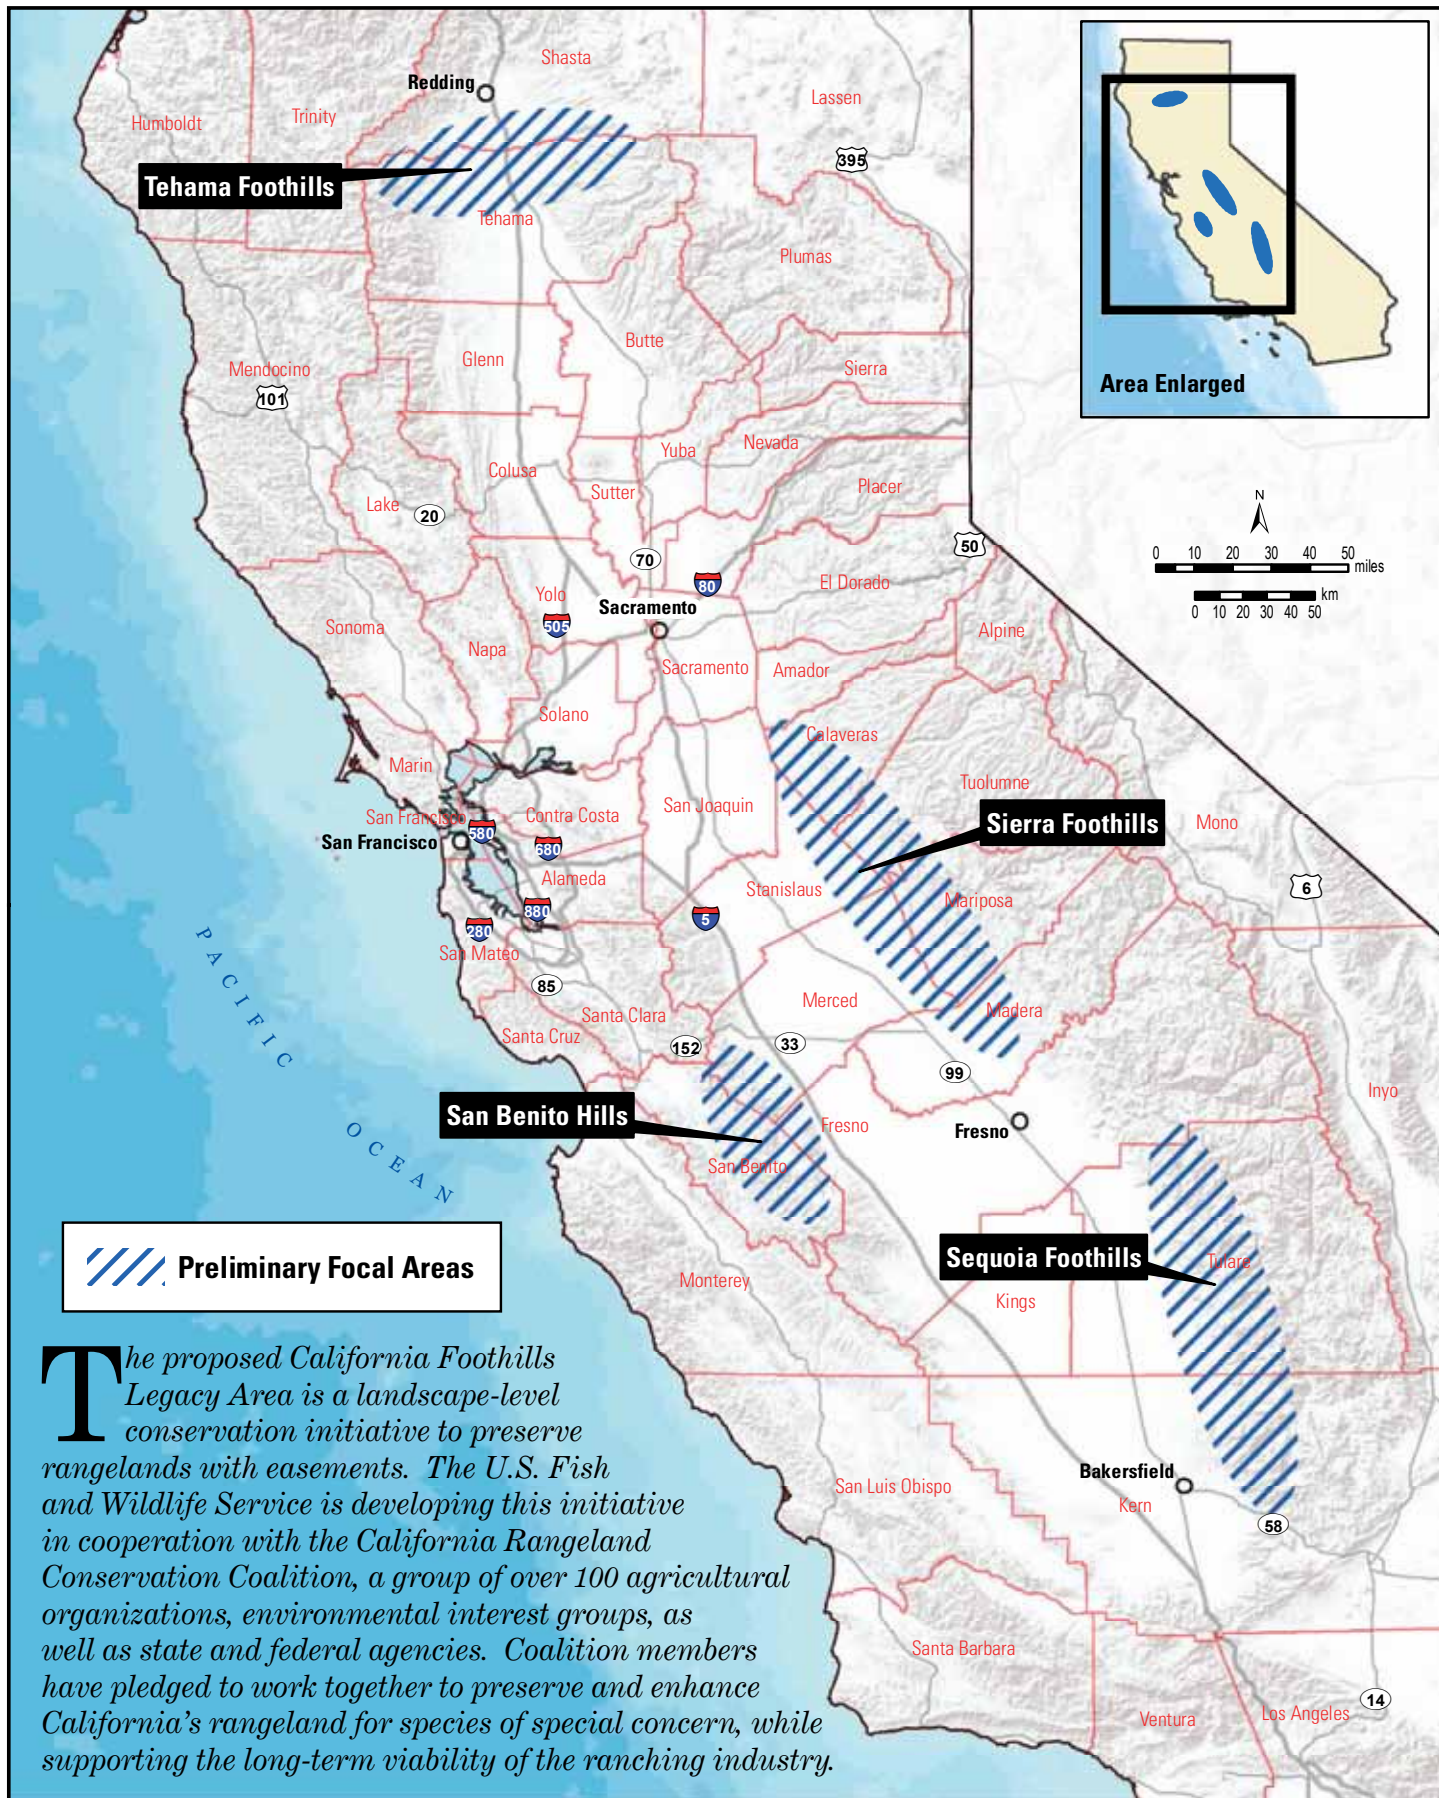 Shasta
Redding
Lassen
Trinity
Humboldt
395
Tehama Foothills
Tehama
Plumas
Area Enlarged
Butte
Glenn
Sierra
Mendocino
101
Nevada
Yuba
Colusa
Placer
Sutter
Lake
20
N
50
70
0 10 20 30 40 50
miles
80
El Dorado
km
0 10 20 30 40 50
Yolo
Sacramento
505
Sonoma
Alpine
Napa
Sacramento
Amador
Solano
Calaveras
Marin
Tuolumne
San Joaquin
San Francisco
Contra Costa
Sierra Foothills
Mono
580
San Francisco
680
Alameda
Stanislaus
6
Mariposa
880
5
280
San Mateo
85
Merced
Madera
Santa Clara
Santa Cruz
152
33
99
PACIFIC
OCEAN
Inyo
San Benito Hills
Fresno
Fresno
San Benito
Preliminary Focal Areas
Sequoia Foothills
Tulare
Monterey
Kings
The proposed California Foothills
Legacy Area is a landscape-level
conservation initiative to preserve
rangelands with easements. The U.S. Fish
and Wildlife Service is developing this initiative
in cooperation with the California Rangeland
Conservation Coalition, a group of over 100 agricultural
organizations, environmental interest groups, as
well as state and federal agencies. Coalition members
have pledged to work together to preserve and enhance
California's rangeland for species of special concern, while
supporting the long-term viability of the ranching industry.
Bakersfield
San Luis Obispo
Kern
58
Santa Barbara
14
Los Angeles
Ventura